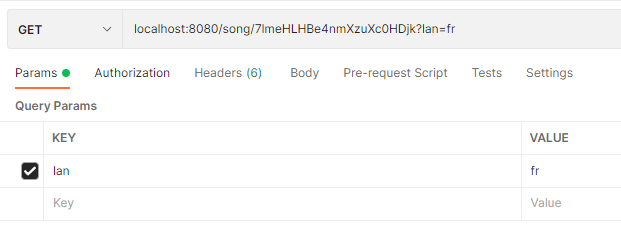 GET localhost:8080/song/7lmeHLHBe4nmXzuXc0HDjk?lan=fr
Params Authorization Headers (6) Body Pre-request Script Tests Settings
Query Params
KEY VALUE
lan fr
Key Value